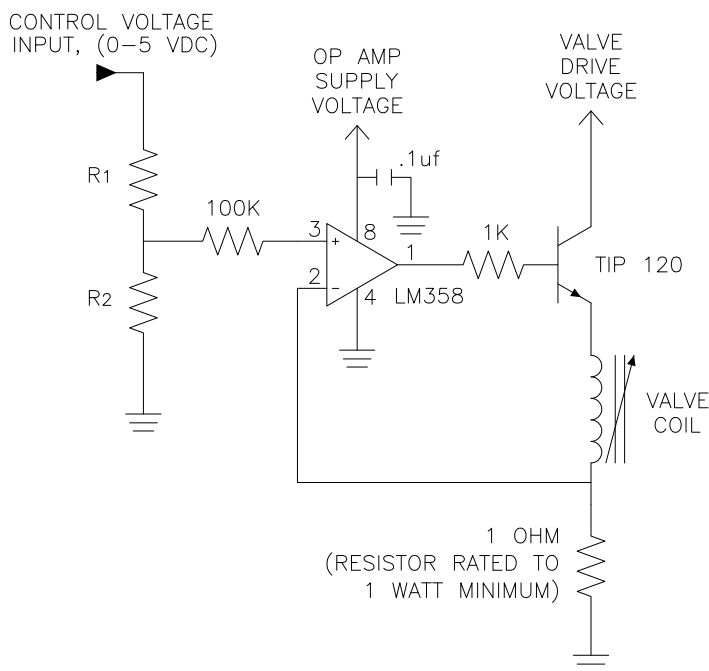 CONTROL VOLTAGE
INPUT, (0-5 VDC)
OP AMP
SUPPLY
VOLTAGE
VALVE
DRIVE
VOLTAGE
.1uf
R1
100K
3
+
8
1
1K
TIP 120
2
-
4
LM358
R2
VALVE
COIL
1 OHM
(RESISTOR RATED TO
1 WATT MINIMUM)